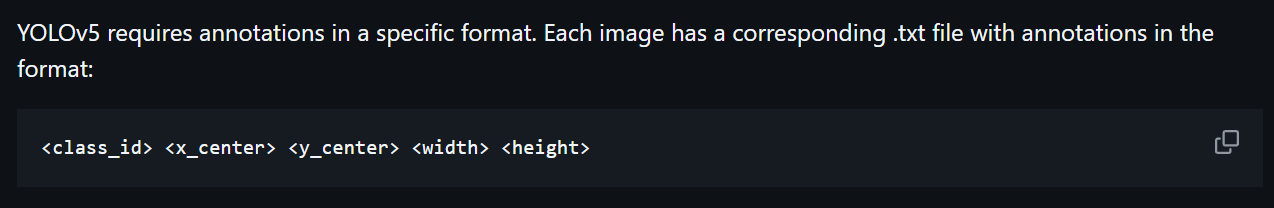 YOLOv5 requires annotations in a specific format. Each image has a corresponding .txt file with annotations in the
format:
<class_id> <x_center> <y_center> <width> <height>